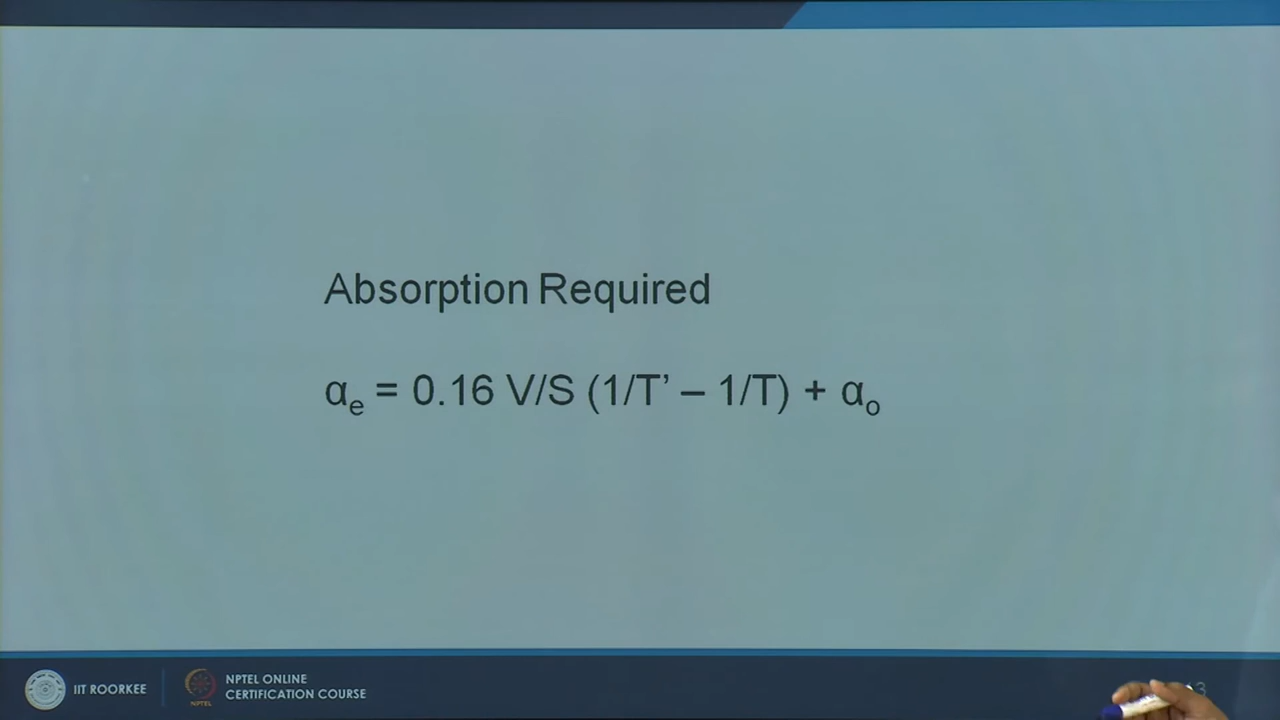 Absorption Required
αe = 0.16 V/S (1/T’ – 1/T) + αo
IIT ROORKEE
NPTEL
NPTEL ONLINE
CERTIFICATION COURSE